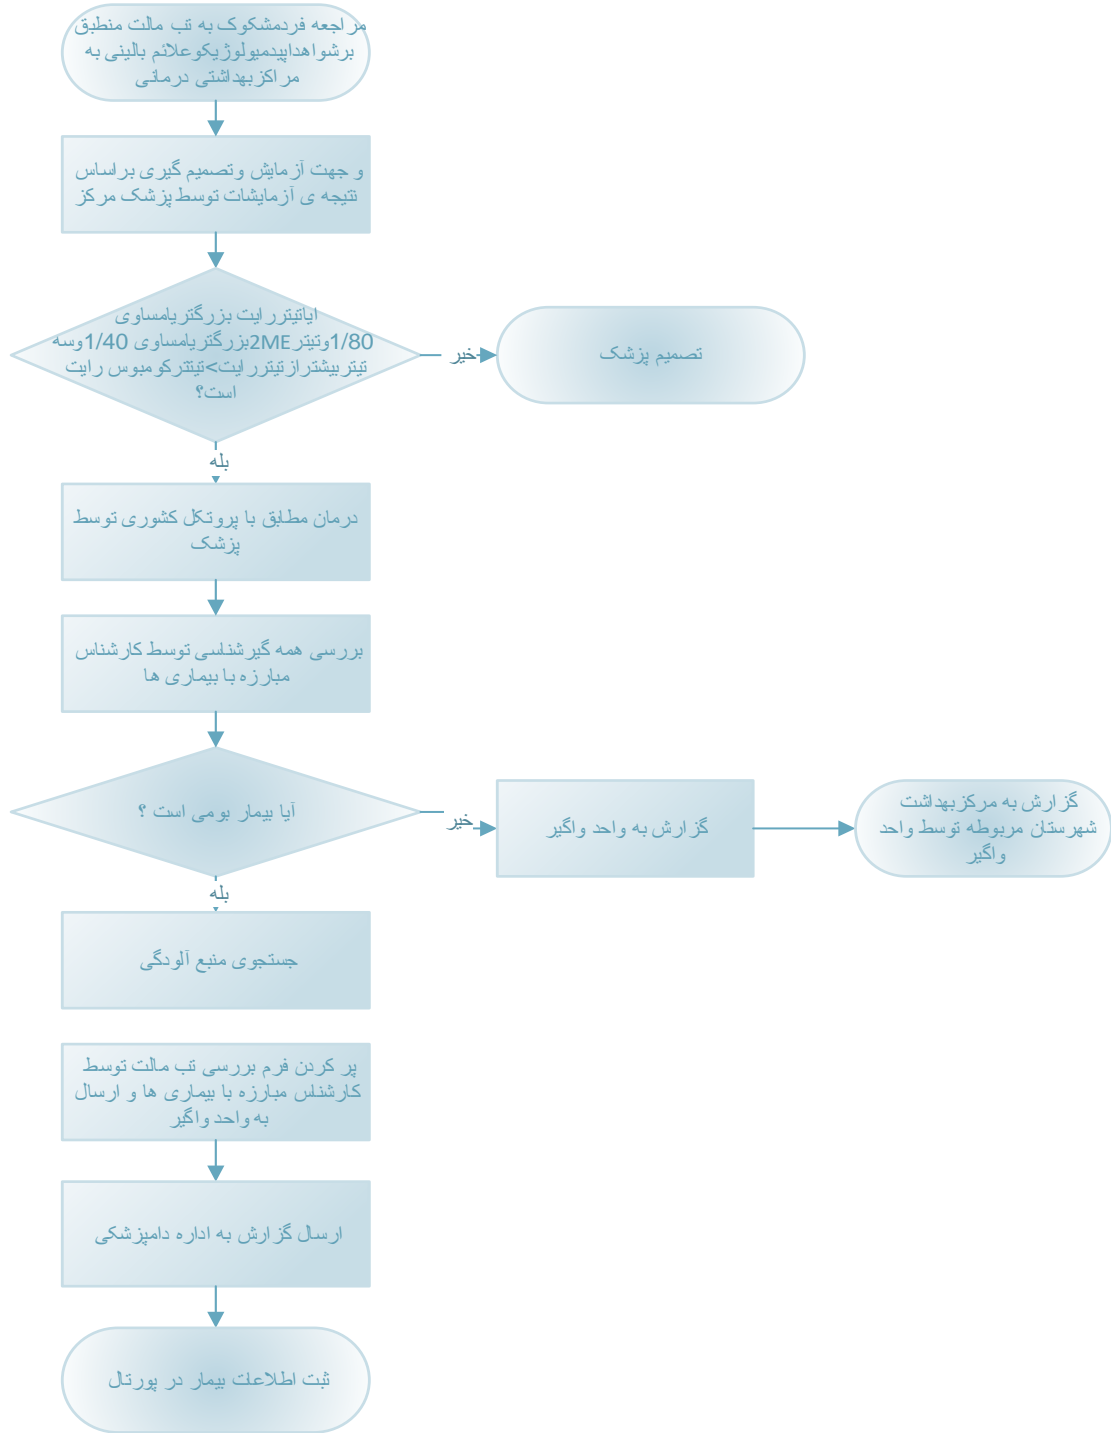 مراجعه فردمشکوک به تب مالت منطبق
برشواهداپیدمیولوژیکوعلائم بالینی به
مراکزبهداشتی درمانی
و جهت آزمایش وتصمیم گیری براساس
نتیجه ی آزمایشات توسط پزشک مرکز
ایاتیتررایت بزرگتریامساوی
1/80وتیتر2MEبزرگتریامساوی 1/40وسه
تیتربیشترازتیتررایت>تیتترکومبوس رایت
است؟
خیر
تصمیم پزشک
بله
درمان مطابق با پروتکل کشوری توسط
پزشک
بررسی همه گیرشناسی توسط کارشناس
مبارزه با بیماری ها
آیا بیمار بومی است ؟
خیر
گزارش به واحد واگیر
گزارش به مرکزبهداشت
شهرستان مربوطه توسط واحد
واگیر
بله
جستجوی منبع آلودگی
پر کردن فرم بررسی تب مالت توسط
کارشناس مبارزه با بیماری ها و ارسال
به واحد واگیر
ارسال گزارش به اداره دامپزشکی
ثبت اطلاعات بیمار در پورتال